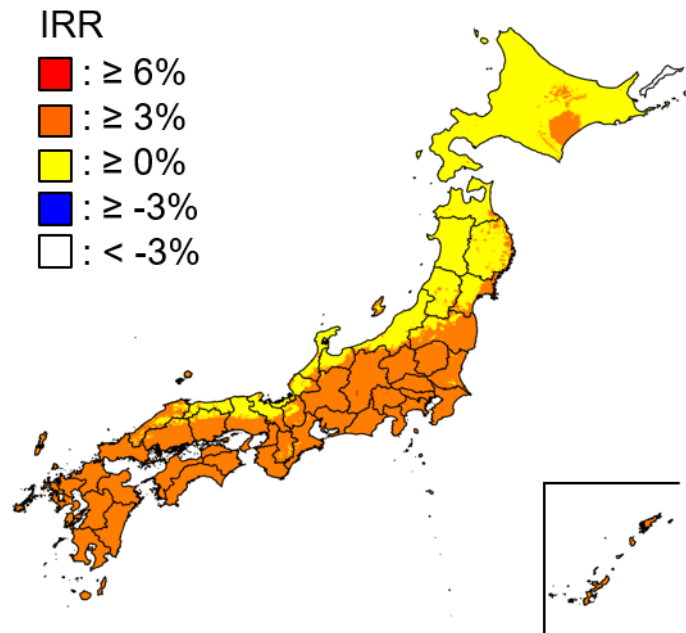 IRR
: ≥ 6%
: ≥ 3%
: ≥ 0%
: ≥ -3%
: < -3%